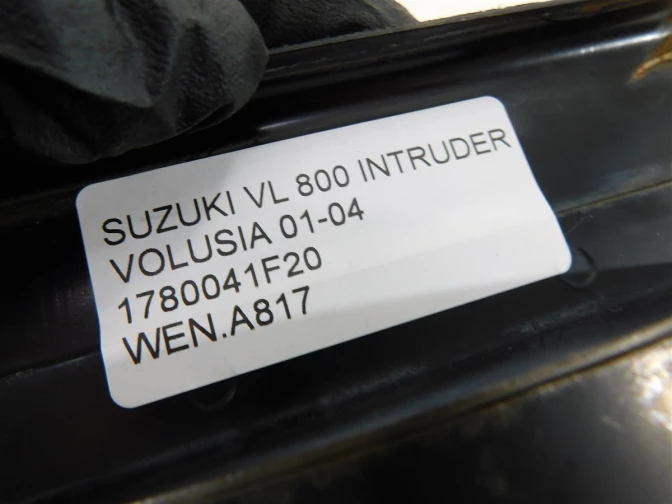 SUZUKI VL 800 INTRUDER
VOLUSIA 01-04
1780041F20
WEN.A817